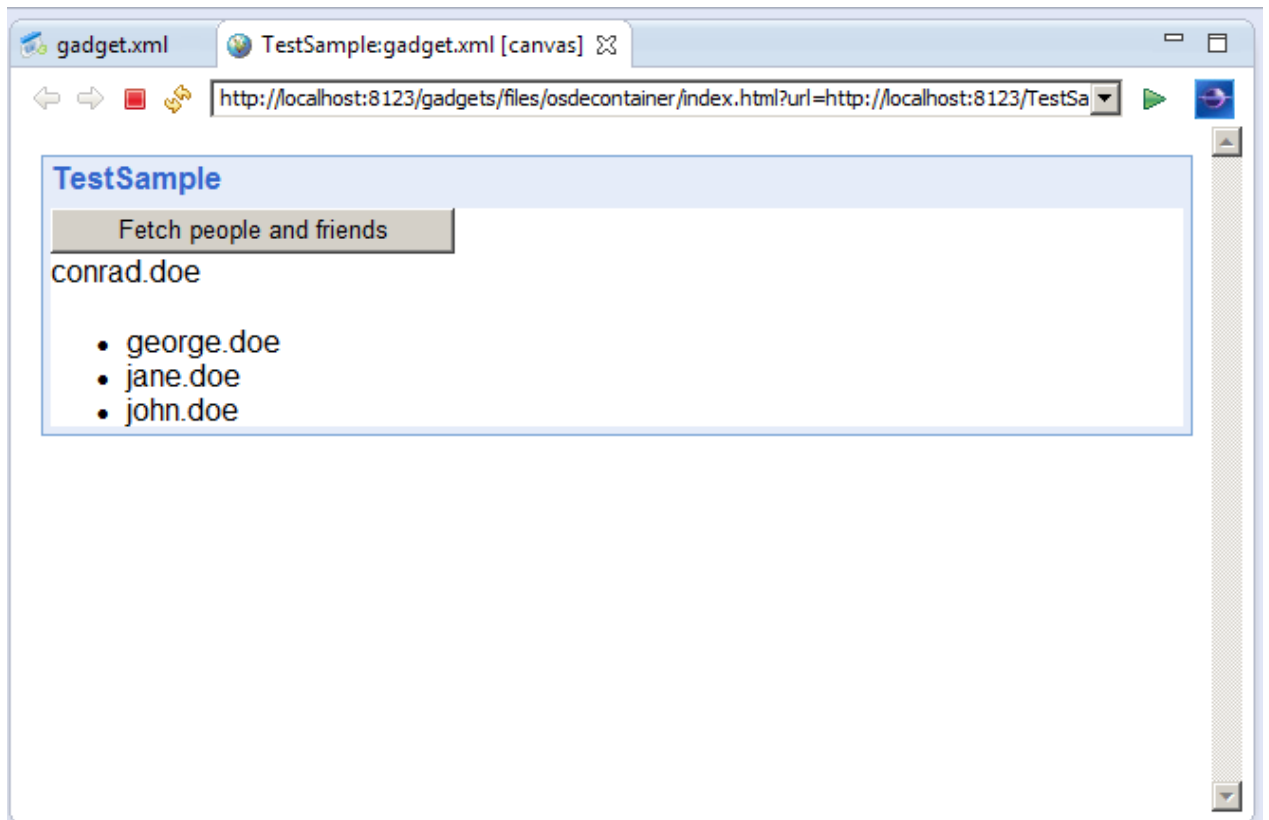 gadget.xml TestSample:gadget.xml [canvas]
http://localhost:8123/gadgets/files/osdecontainer/index.html?url=http://localhost:8123/TestSa
TestSample
Fetch people and friends
conrad.doe
george.doe
jane.doe
john.doe